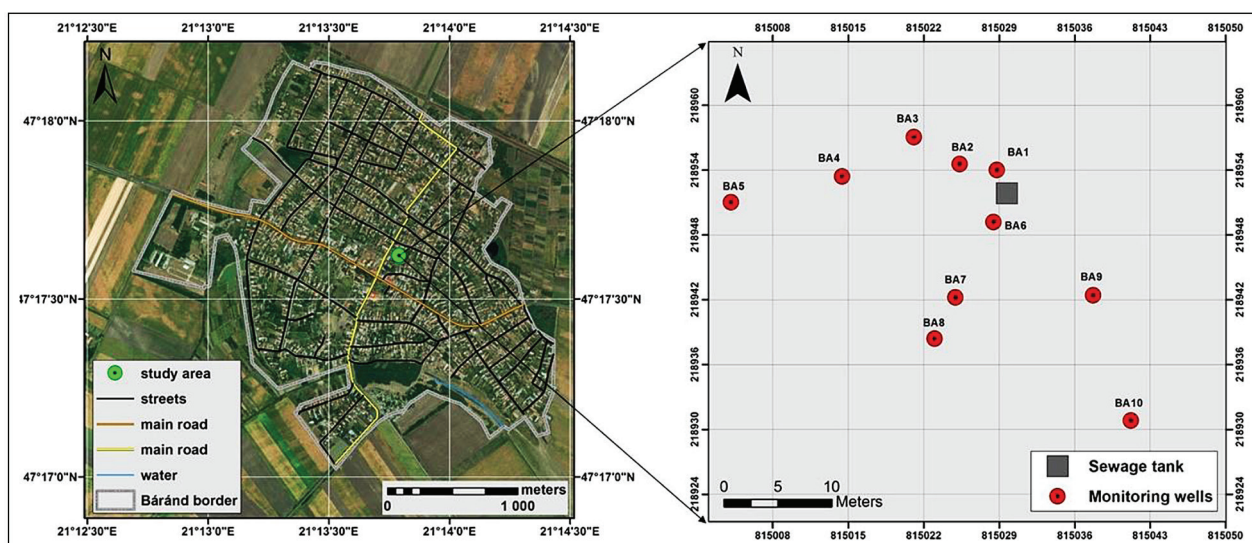 21°12'30"E 21°13'0"E 21°13'30"E 21°14'0"E 21°14'30"E
N
47°18'0"N 47°18'0"N
47°17'30"N 47°17'30"N
47°17'0"N 47°17'0"N
study area
streets
main road
main road
water
Báránd border
meters
0 1 000
21°12'30"E 21°13'0"E 21°13'30"E 21°14'0"E 21°14'30"E
815008 815015 815022 815029 815036 815043 815050
N
218960 218960
BA3
BA2
BA1
BA4
218954 218954
BA5
BA6
218948 218948
BA7
BA9
218942 218942
BA8
218936 218936
BA10
218930 218930
Sewage tank
Monitoring wells
0 5 10
Meters
218924 218924
815008 815015 815022 815029 815036 815043 815050